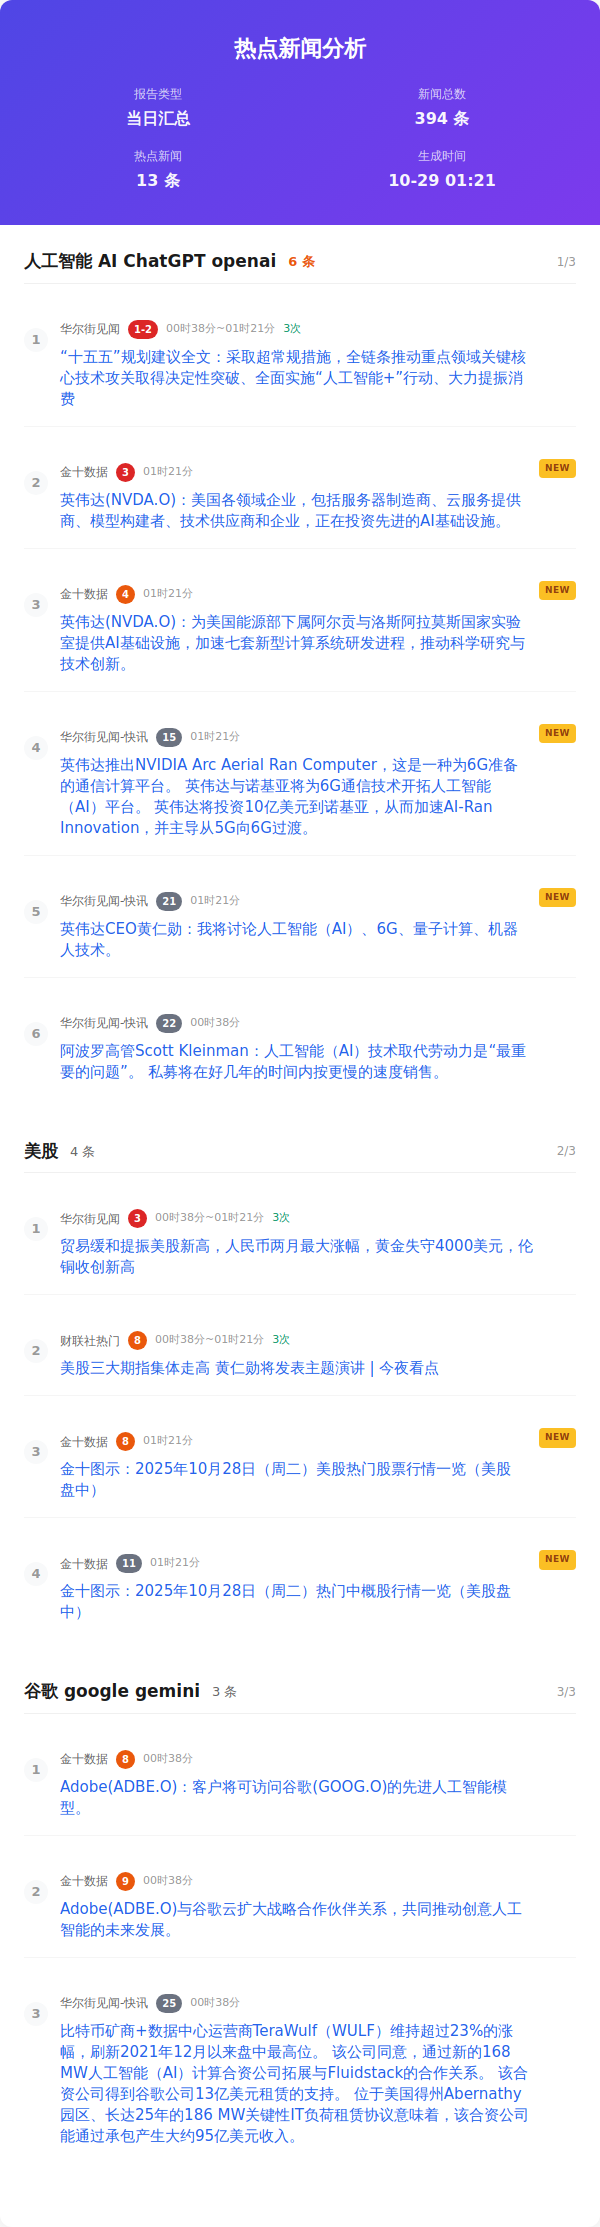 热点新闻分析
报告类型
当日汇总
新闻总数
394 条
热点新闻
13 条
生成时间
10-29 01:21
人工智能 AI ChatGPT openai 6 条 1/3
1
华尔街见闻 1-2 00时38分~01时21分 3次
“十五五”规划建议全文：采取超常规措施，全链条推动重点领域关键核
心技术攻关取得决定性突破、全面实施“人工智能+”行动、大力提振消
费
2
金十数据 3 01时21分 NEW
英伟达(NVDA.O)：美国各领域企业，包括服务器制造商、云服务提供
商、模型构建者、技术供应商和企业，正在投资先进的AI基础设施。
3
金十数据 4 01时21分 NEW
英伟达(NVDA.O)：为美国能源部下属阿尔贡与洛斯阿拉莫斯国家实验
室提供AI基础设施，加速七套新型计算系统研发进程，推动科学研究与
技术创新。
4
华尔街见闻-快讯 15 01时21分 NEW
英伟达推出NVIDIA Arc Aerial Ran Computer，这是一种为6G准备
的通信计算平台。 英伟达与诺基亚将为6G通信技术开拓人工智能
（AI）平台。 英伟达将投资10亿美元到诺基亚，从而加速AI-Ran
Innovation，并主导从5G向6G过渡。
5
华尔街见闻-快讯 21 01时21分 NEW
英伟达CEO黄仁勋：我将讨论人工智能（AI）、6G、量子计算、机器
人技术。
6
华尔街见闻-快讯 22 00时38分
阿波罗高管Scott Kleinman：人工智能（AI）技术取代劳动力是“最重
要的问题”。 私募将在好几年的时间内按更慢的速度销售。
美股 4 条 2/3
1
华尔街见闻 3 00时38分~01时21分 3次
贸易缓和提振美股新高，人民币两月最大涨幅，黄金失守4000美元，伦
铜收创新高
2
财联社热门 8 00时38分~01时21分 3次
美股三大期指集体走高 黄仁勋将发表主题演讲 | 今夜看点
3
金十数据 8 01时21分 NEW
金十图示：2025年10月28日（周二）美股热门股票行情一览（美股
盘中）
4
金十数据 11 01时21分 NEW
金十图示：2025年10月28日（周二）热门中概股行情一览（美股盘
中）
谷歌 google gemini 3 条 3/3
1
金十数据 8 00时38分
Adobe(ADBE.O)：客户将可访问谷歌(GOOG.O)的先进人工智能模
型。
2
金十数据 9 00时38分
Adobe(ADBE.O)与谷歌云扩大战略合作伙伴关系，共同推动创意人工
智能的未来发展。
3
华尔街见闻-快讯 25 00时38分
比特币矿商+数据中心运营商TeraWulf（WULF）维持超过23%的涨
幅，刷新2021年12月以来盘中最高位。 该公司同意，通过新的168
MW人工智能（AI）计算合资公司拓展与Fluidstack的合作关系。 该合
资公司得到谷歌公司13亿美元租赁的支持。 位于美国得州Abernathy
园区、长达25年的186 MW关键性IT负荷租赁协议意味着，该合资公司
能通过承包产生大约95亿美元收入。